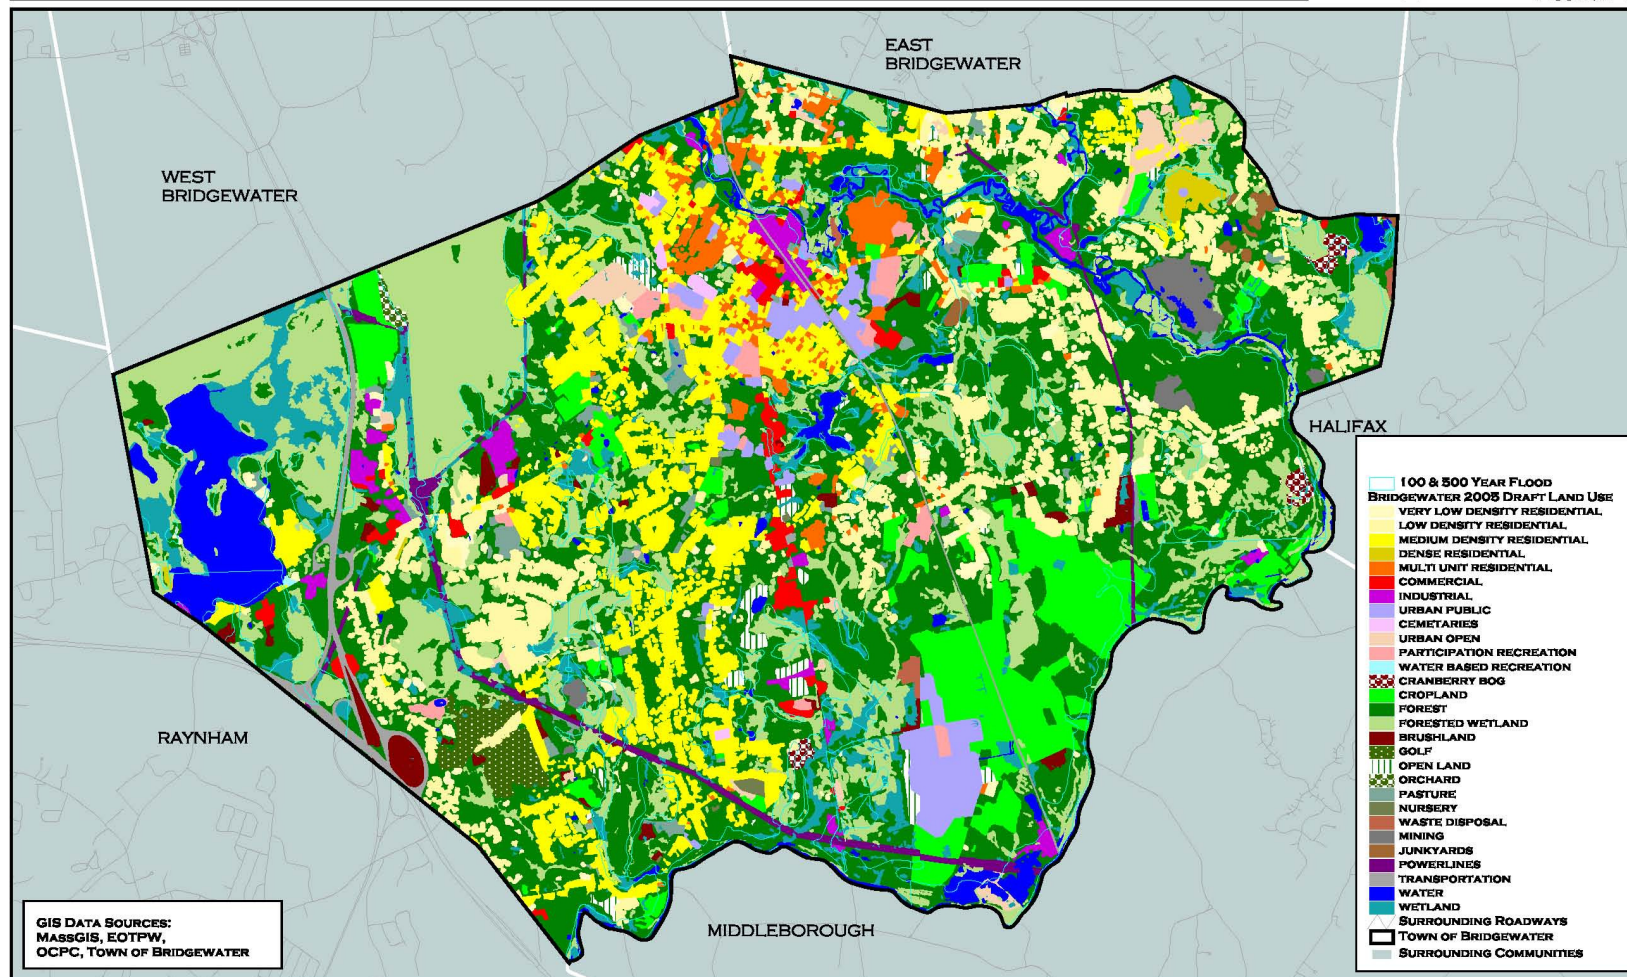 EAST
BRIDGEWATER
WEST
BRIDGEWATER
HALIFAX
RAYNHAM
MIDDLEBOROUGH
100 & 500 YEAR FLOOD
BRIDGEWATER 2005 DRAFT LAND USE
VERY LOW DENSITY RESIDENTIAL
LOW DENSITY RESIDENTIAL
MEDIUM DENSITY RESIDENTIAL
DENSE RESIDENTIAL
MULTI UNIT RESIDENTIAL
COMMERCIAL
INDUSTRIAL
URBAN PUBLIC
CEMETARIES
URBAN OPEN
PARTICIPATION RECREATION
WATER BASED RECREATION
CRANBERRY BOG
CROPLAND
FOREST
FORESTED WETLAND
BRUSHLAND
GOLF
OPEN LAND
ORCHARD
PASTURE
NURSERY
WASTE DISPOSAL
MINING
JUNKYARDS
POWERLINES
TRANSPORTATION
WATER
WETLAND
SURROUNDING ROADWAYS
TOWN OF BRIDGEWATER
SURROUNDING COMMUNITIES
GIS DATA SOURCES:
MASSGIS, EOTPW,
OCPC, TOWN OF BRIDGEWATER